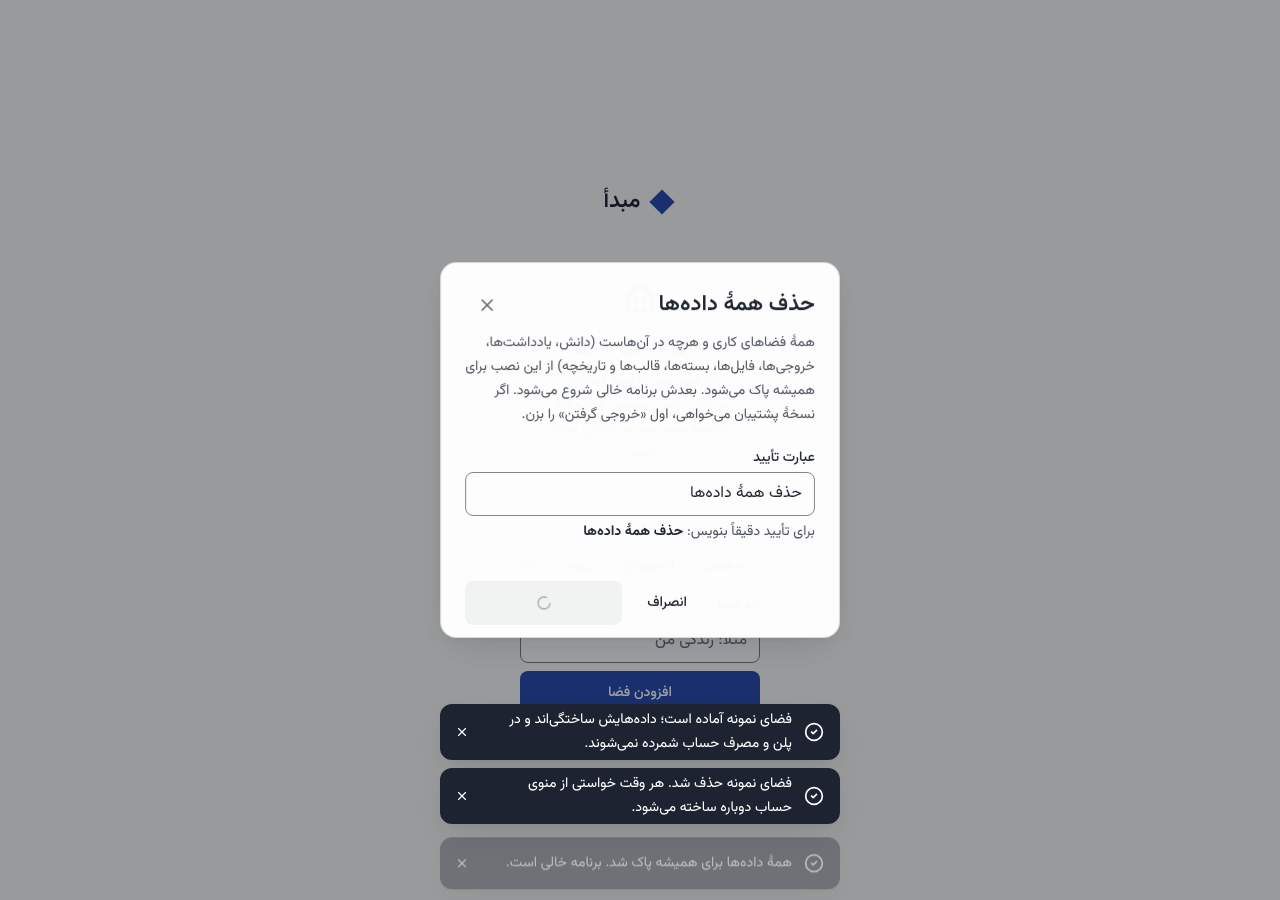 مبدأ
حذف همهٔ داده‌ها
همهٔ فضاهای کاری و هرچه در آن‌هاست (دانش، یادداشت‌ها،
خروجی‌ها، فایل‌ها، بسته‌ها، قالب‌ها و تاریخچه) از این نصب برای
همیشه پاک می‌شود. بعدش برنامه خالی شروع می‌شود. اگر
نسخهٔ پشتیبان می‌خواهی، اول «خروجی گرفتن» را بزن.
عبارت تأیید
حذف همهٔ داده‌ها
برای تأیید دقیقاً بنویس: حذف همهٔ داده‌ها
انصراف
مثلاً: زندگی من
افزودن فضا
فضای نمونه آماده است؛ داده‌هایش ساختگی‌اند و در
پلن و مصرف حساب شمرده نمی‌شوند.
فضای نمونه حذف شد. هر وقت خواستی از منوی
حساب دوباره ساخته می‌شود.
همهٔ داده‌ها برای همیشه پاک شد. برنامه خالی است.